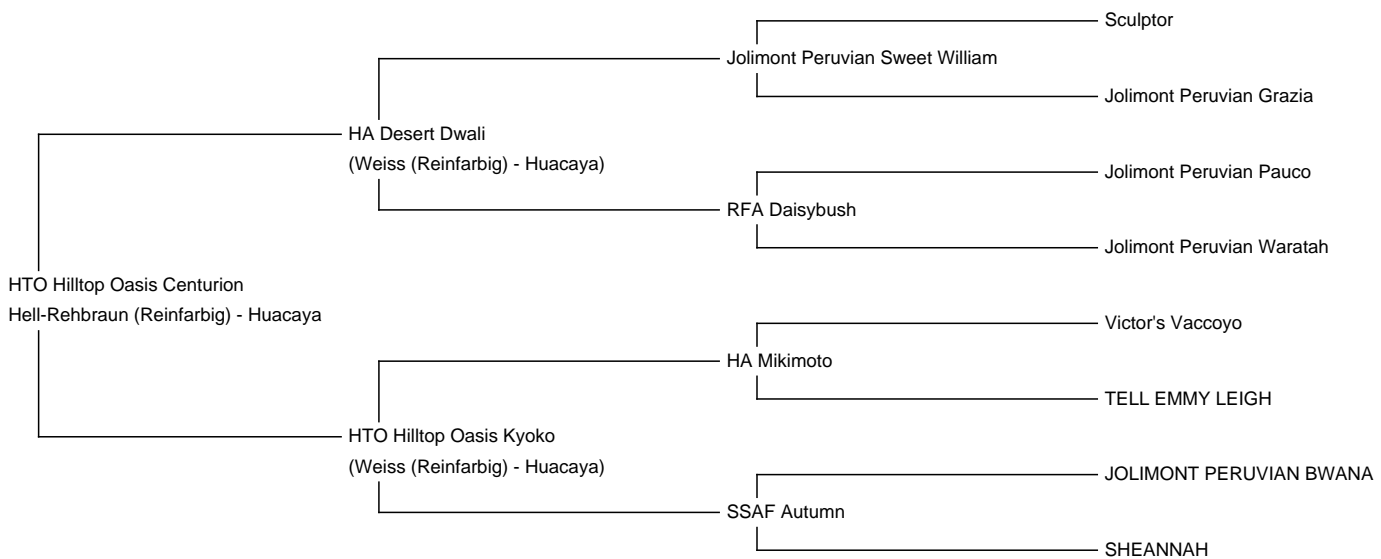 Sculptor
Jolimont Peruvian Sweet William
Jolimont Peruvian Grazia
HA Desert Dwali
(Weiss (Reinfarbig) - Huacaya)
Jolimont Peruvian Pauco
RFA Daisybush
Jolimont Peruvian Waratah
HTO Hilltop Oasis Centurion
Hell-Rehbraun (Reinfarbig) - Huacaya
Victor's Vaccoyo
HA Mikimoto
TELL EMMY LEIGH
HTO Hilltop Oasis Kyoko
(Weiss (Reinfarbig) - Huacaya)
JOLIMONT PERUVIAN BWANA
SSAF Autumn
SHEANNAH